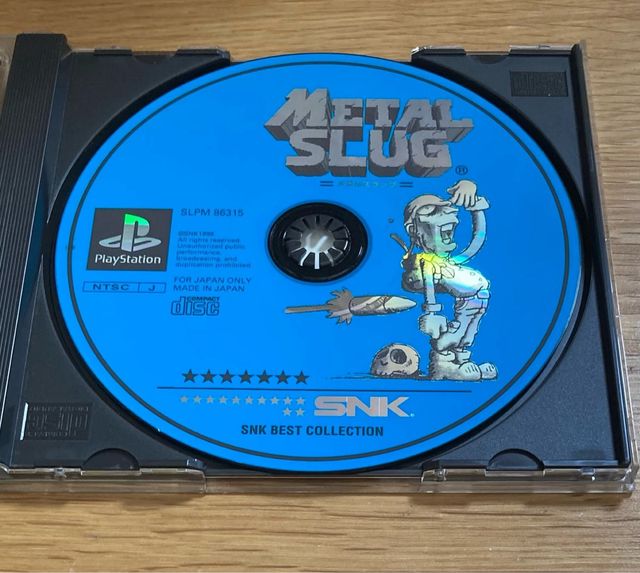 METAL
SLUG
®
SLPM 86315
PlayStation
©SNK1996
All rights reserved.
Unauthorized public
performance,
broadcasting, and
duplication prohibited.
NTSC J
FOR JAPAN ONLY
MADE IN JAPAN
COMPACT
disc
SNK
SNK BEST COLLECTION